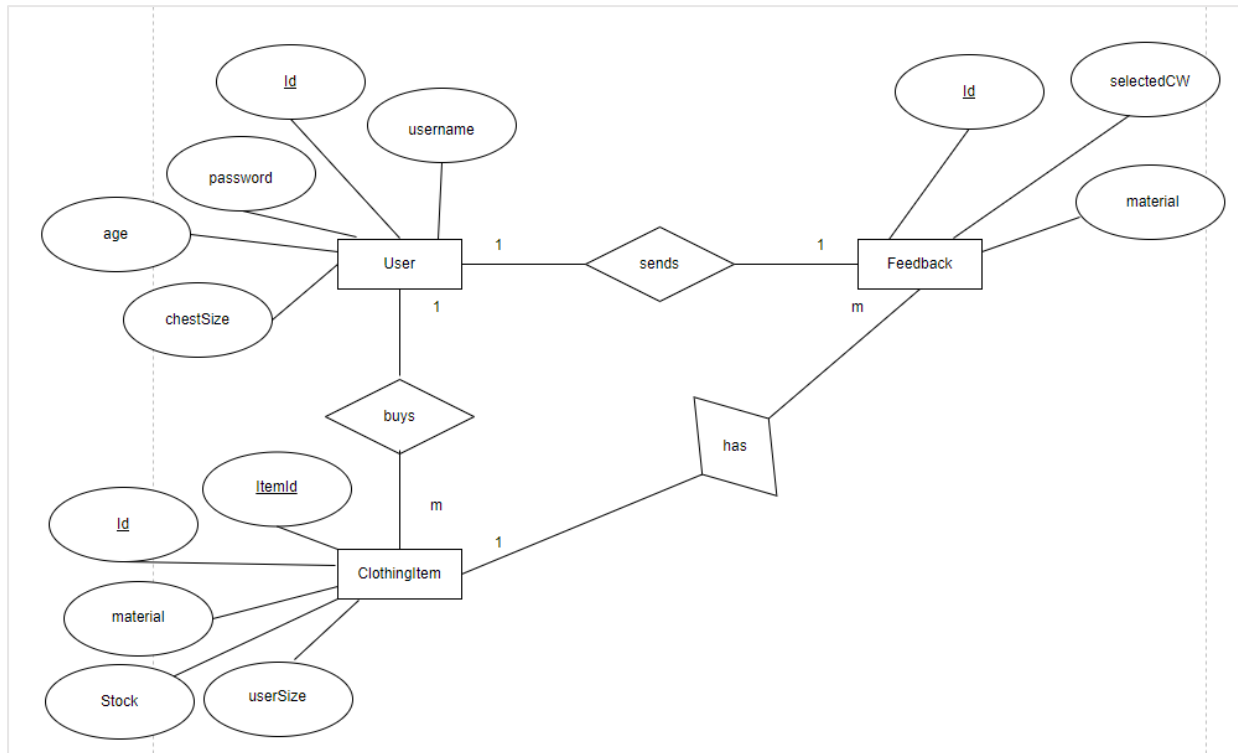 Id
selectedCW
Id
username
password
material
age
1
1
User
sends
Feedback
1
m
chestSize
buys
has
ItemId
m
Id
1
ClothingItem
material
userSize
Stock